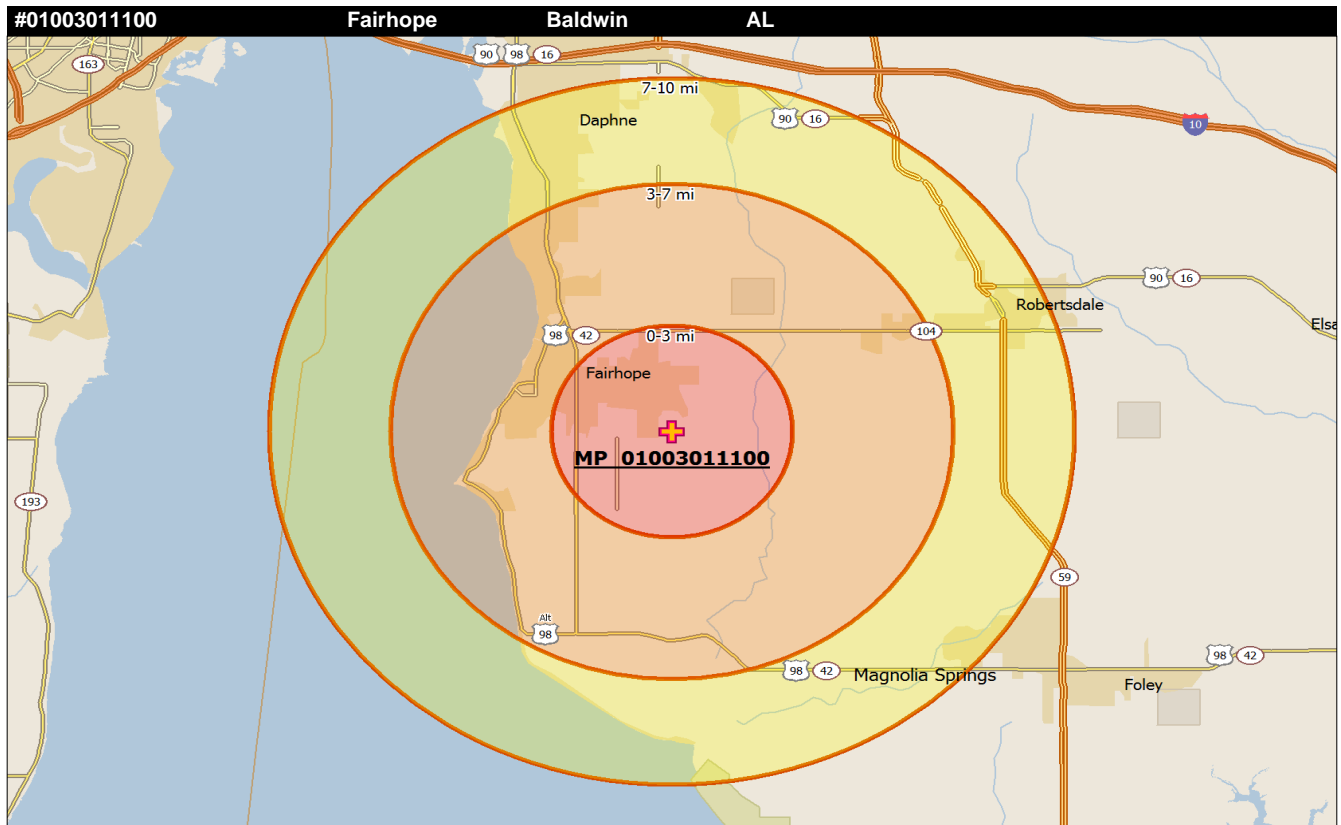 #01003011100 Fairhope Baldwin AL
163
90 98 16
7-10 mi
Daphne
90 16
10
3-7 mi
90 16
Robertsdale
98 42
0-3 mi
104
Elsa
Fairhope
MP 01003011100
193
59
Alt
98
98 42
98 42
Magnolia Springs
Foley